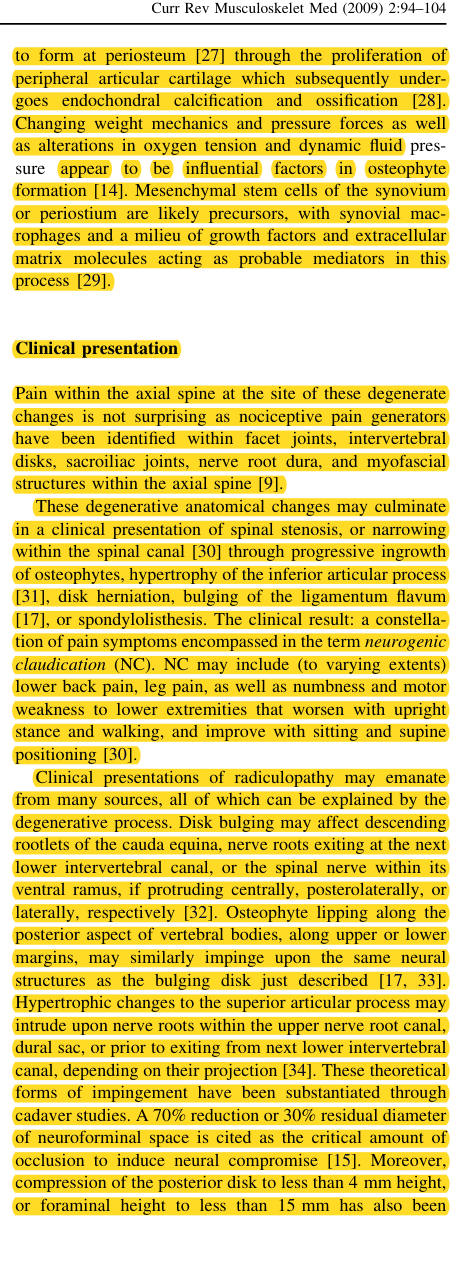 Curr Rev Musculoskelet Med (2009) 2:94–104
to form at periosteum [27] through the proliferation of
peripheral articular cartilage which subsequently under-
goes endochondral calcification and ossification [28].
Changing weight mechanics and pressure forces as well
as alterations in oxygen tension and dynamic fluid pres-
sure appear to be influential factors in osteophyte
formation [14]. Mesenchymal stem cells of the synovium
or periostium are likely precursors, with synovial mac-
rophages and a milieu of growth factors and extracellular
matrix molecules acting as probable mediators in this
process [29].
Clinical presentation
Pain within the axial spine at the site of these degenerate
changes is not surprising as nociceptive pain generators
have been identified within facet joints, intervertebral
disks, sacroiliac joints, nerve root dura, and myofascial
structures within the axial spine [9].
These degenerative anatomical changes may culminate
in a clinical presentation of spinal stenosis, or narrowing
within the spinal canal [30] through progressive ingrowth
of osteophytes, hypertrophy of the inferior articular process
[31], disk herniation, bulging of the ligamentum flavum
[17], or spondylolisthesis. The clinical result: a constella-
tion of pain symptoms encompassed in the term neurogenic
claudication (NC). NC may include (to varying extents)
lower back pain, leg pain, as well as numbness and motor
weakness to lower extremities that worsen with upright
stance and walking, and improve with sitting and supine
positioning [30].
Clinical presentations of radiculopathy may emanate
from many sources, all of which can be explained by the
degenerative process. Disk bulging may affect descending
rootlets of the cauda equina, nerve roots exiting at the next
lower intervertebral canal, or the spinal nerve within its
ventral ramus, if protruding centrally, posterolaterally, or
laterally, respectively [32]. Osteophyte lipping along the
posterior aspect of vertebral bodies, along upper or lower
margins, may similarly impinge upon the same neural
structures as the bulging disk just described [17, 33].
Hypertrophic changes to the superior articular process may
intrude upon nerve roots within the upper nerve root canal,
dural sac, or prior to exiting from next lower intervertebral
canal, depending on their projection [34]. These theoretical
forms of impingement have been substantiated through
cadaver studies. A 70% reduction or 30% residual diameter
of neuroforminal space is cited as the critical amount of
occlusion to induce neural compromise [15]. Moreover,
compression of the posterior disk to less than 4 mm height,
or foraminal height to less than 15 mm has also been